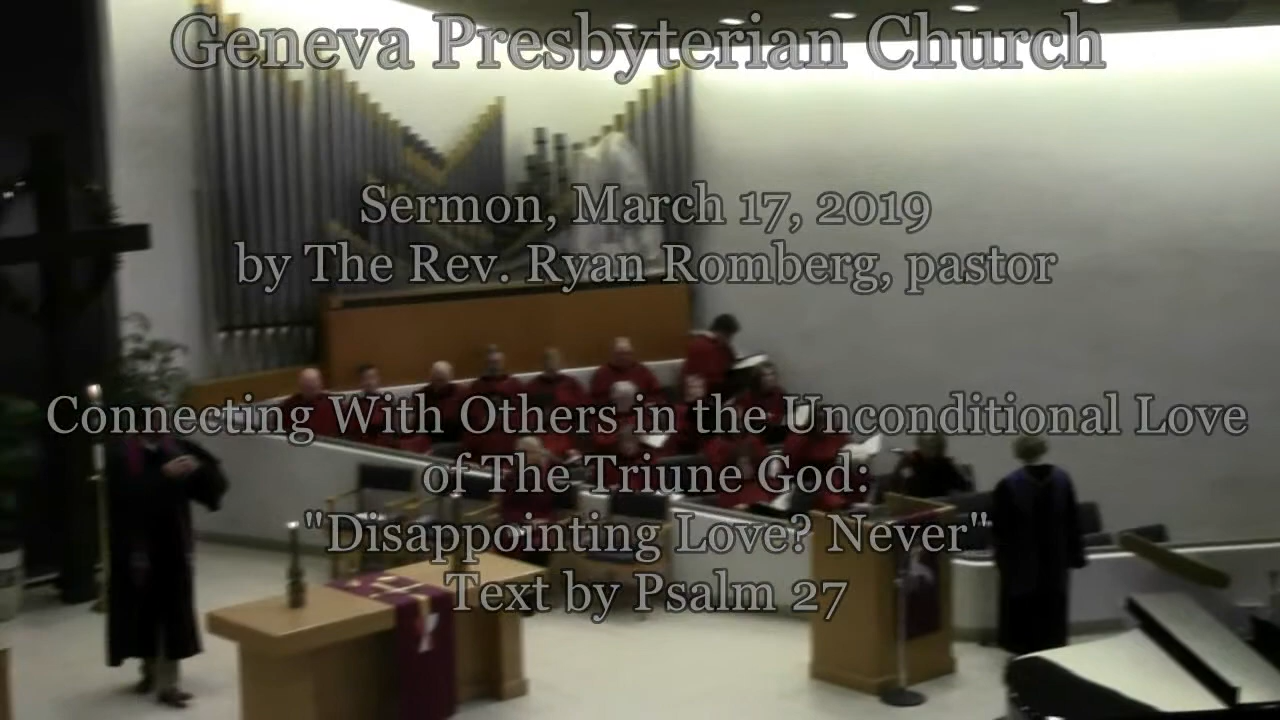 Geneva Presbyterian Church
Sermon, March 17, 2019
by The Rev. Ryan Romberg, pastor
Connecting With Others in the Unconditional Love
of The Triune God:
"Disappointing Love? Never"
Text by Psalm 27